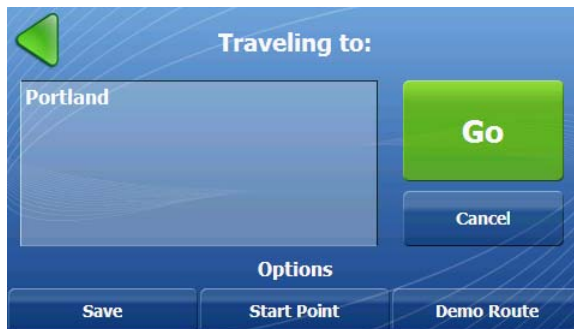 Traveling to:
Portland
Go
Cancel
Options
Save
Start Point
Demo Route